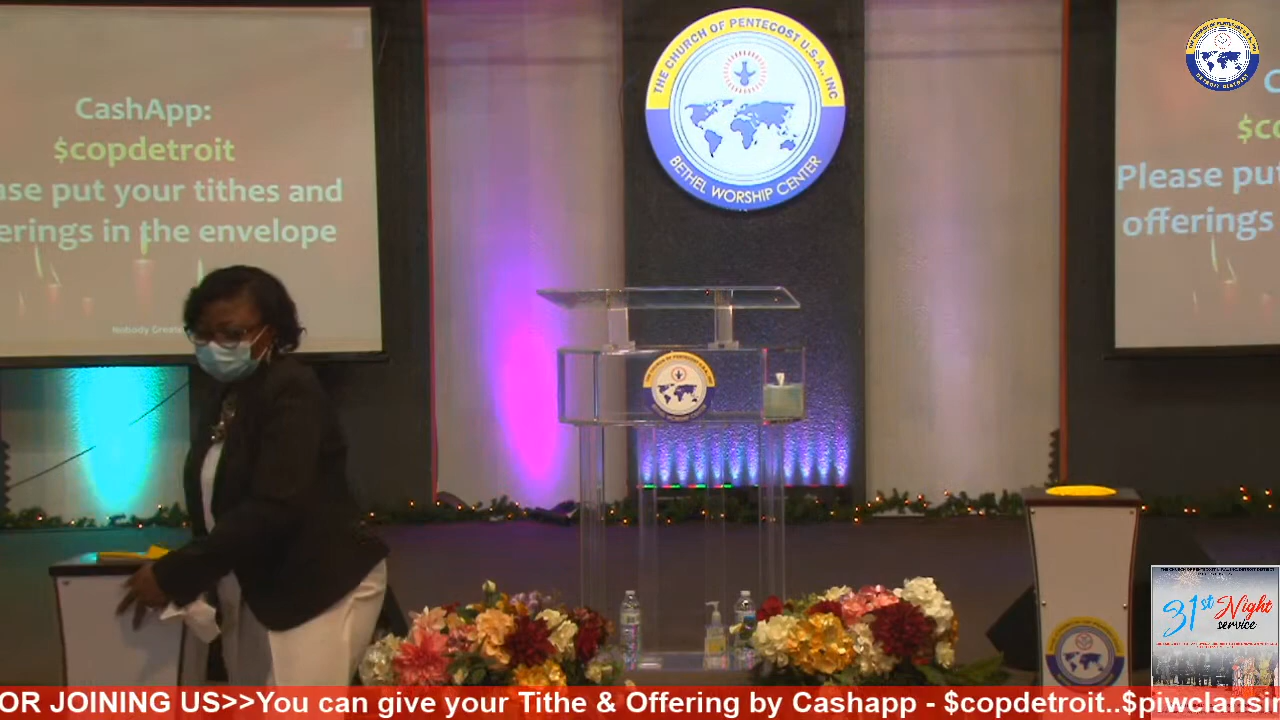 CashApp:
$copdetroit
ase put your tithes and
erings in the envelope
Nobody Greate
THE CHURCH OF PENTECOST U.S.A., INC
BETHEL WORSHIP CENTER
Please put
offerings
31st Night
service
OR JOINING US>>You can give your Tithe & Offering by Cashapp - $copdetroit..$piwclansi